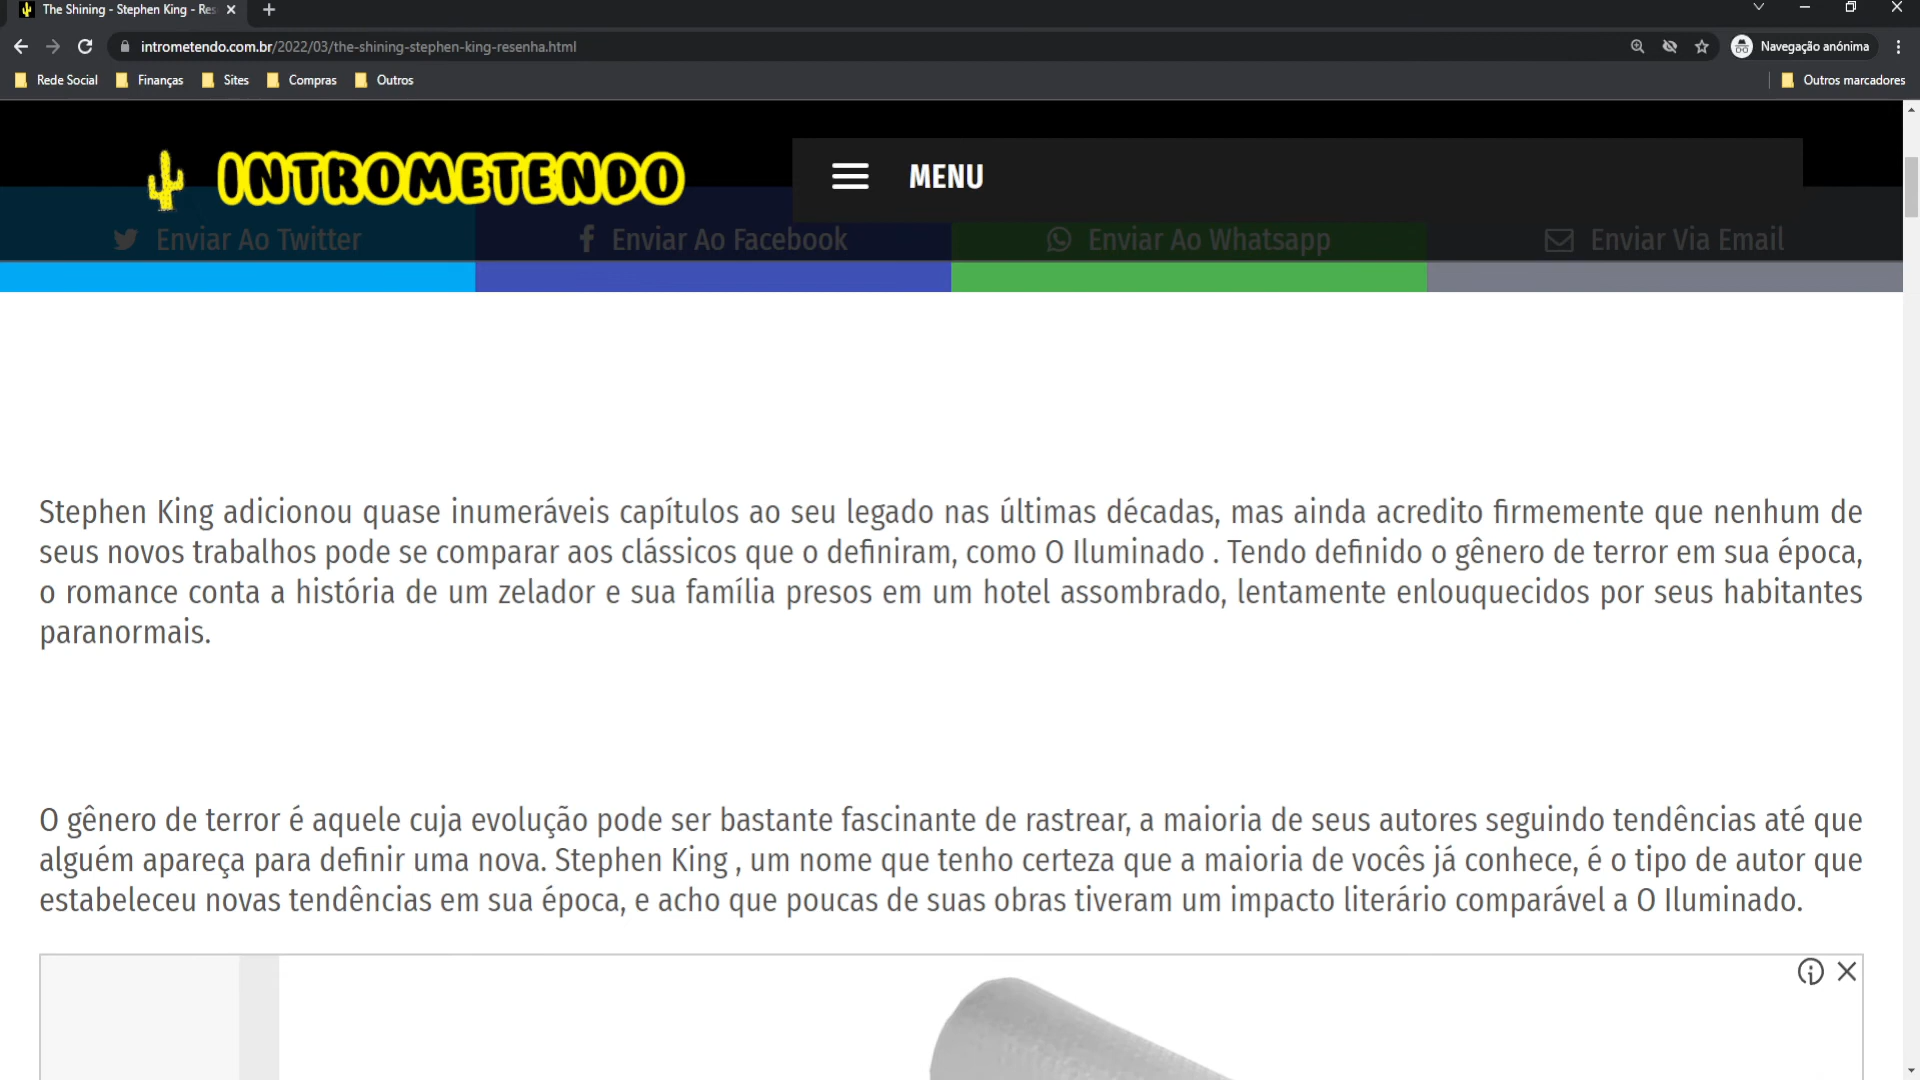 The Shining - Stephen King - Res
intrometendo.com.br/2022/03/the-shining-stephen-king-resenha.html
Navegação anónima
Rede Social
Finanças
Sites
Compras
Outros
Outros marcadores
INTROMETENDO
MENU
Enviar Ao Twitter
Enviar Ao Facebook
Enviar Ao Whatsapp
Enviar Via Email
Stephen King adicionou quase inumeráveis capítulos ao seu legado nas últimas décadas, mas ainda acredito firmemente que nenhum de
seus novos trabalhos pode se comparar aos clássicos que o definiram, como O Iluminado . Tendo definido o gênero de terror em sua época,
o romance conta a história de um zelador e sua família presos em um hotel assombrado, lentamente enlouquecidos por seus habitantes
paranormais.
O gênero de terror é aquele cuja evolução pode ser bastante fascinante de rastrear, a maioria de seus autores seguindo tendências até que
alguém apareça para definir uma nova. Stephen King , um nome que tenho certeza que a maioria de vocês já conhece, é o tipo de autor que
estabeleceu novas tendências em sua época, e acho que poucas de suas obras tiveram um impacto literário comparável a O Iluminado.